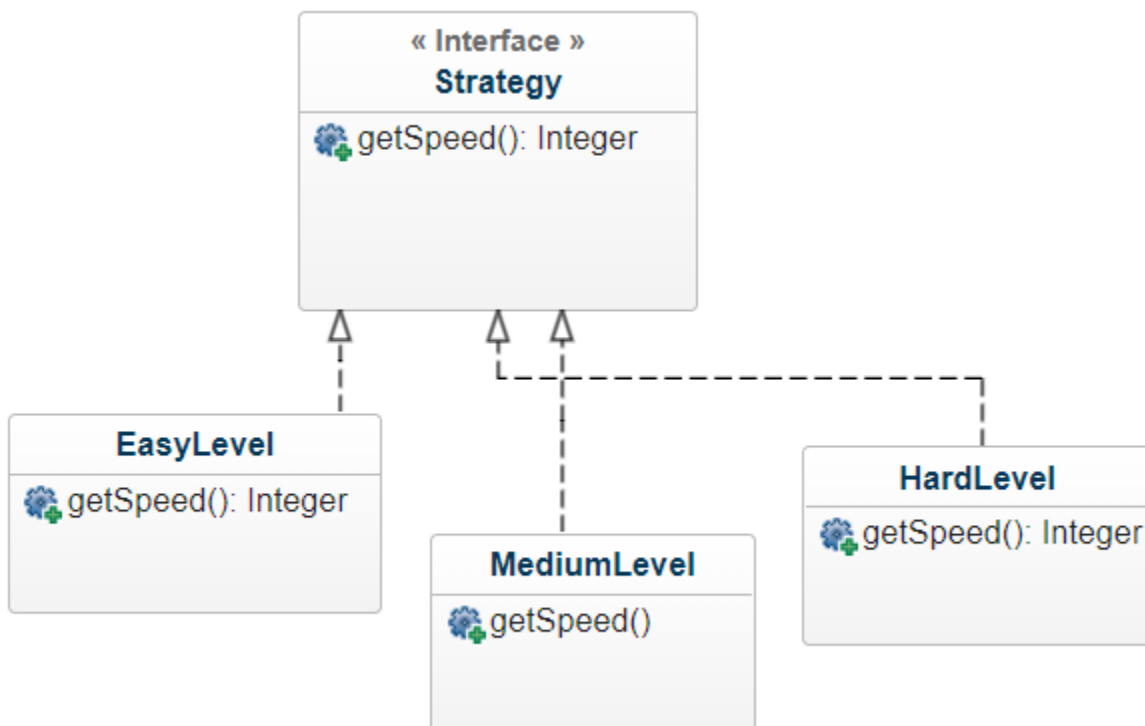 « Interface »
Strategy
getSpeed(): Integer
EasyLevel
getSpeed(): Integer
MediumLevel
getSpeed()
HardLevel
getSpeed(): Integer